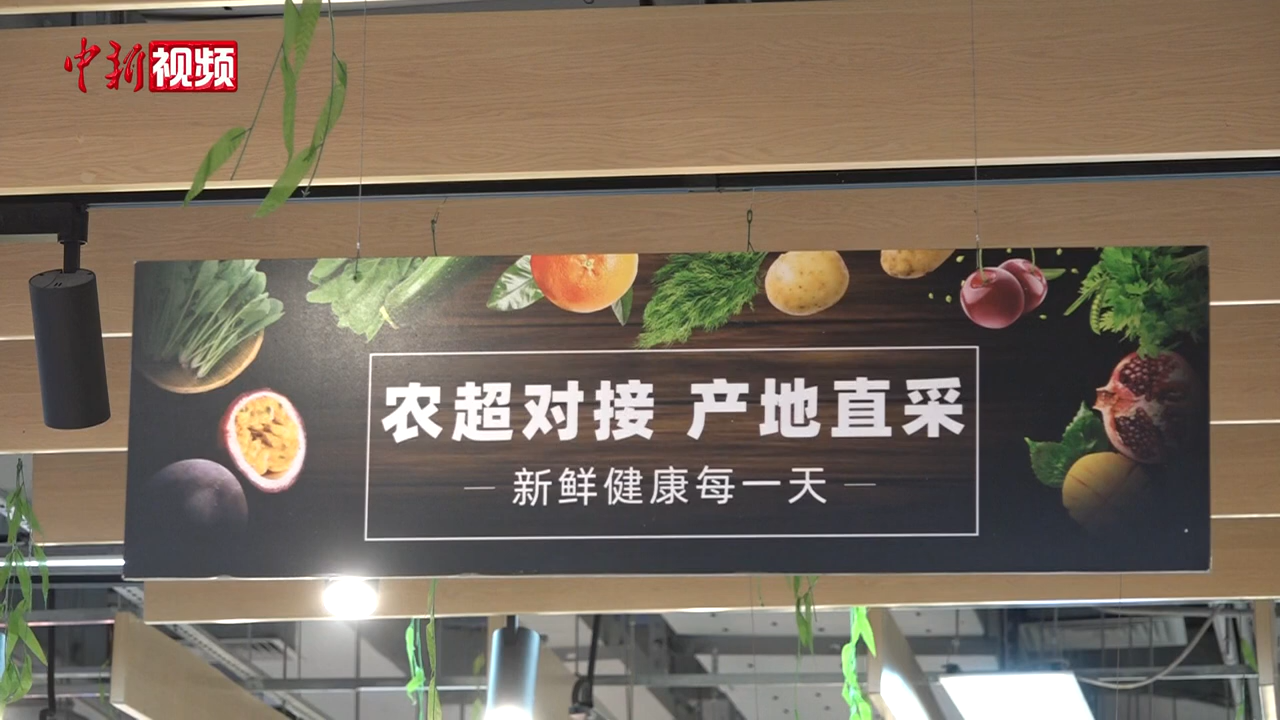 中新视频
农超对接 产地直采
新鲜健康每一天